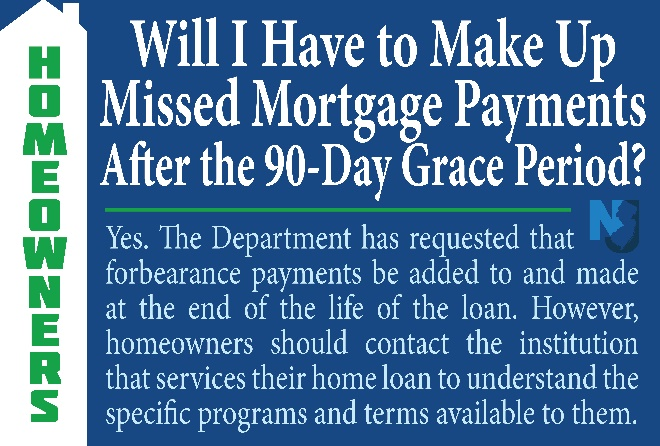 HOMEOWNERS
Will I Have to Make Up
Missed Mortgage Payments
After the 90-Day Grace Period?
NJ
Yes. The Department has requested that
forbearance payments be added to and made
at the end of the life of the loan. However,
homeowners should contact the institution
that services their home loan to understand the
specific programs and terms available to them.